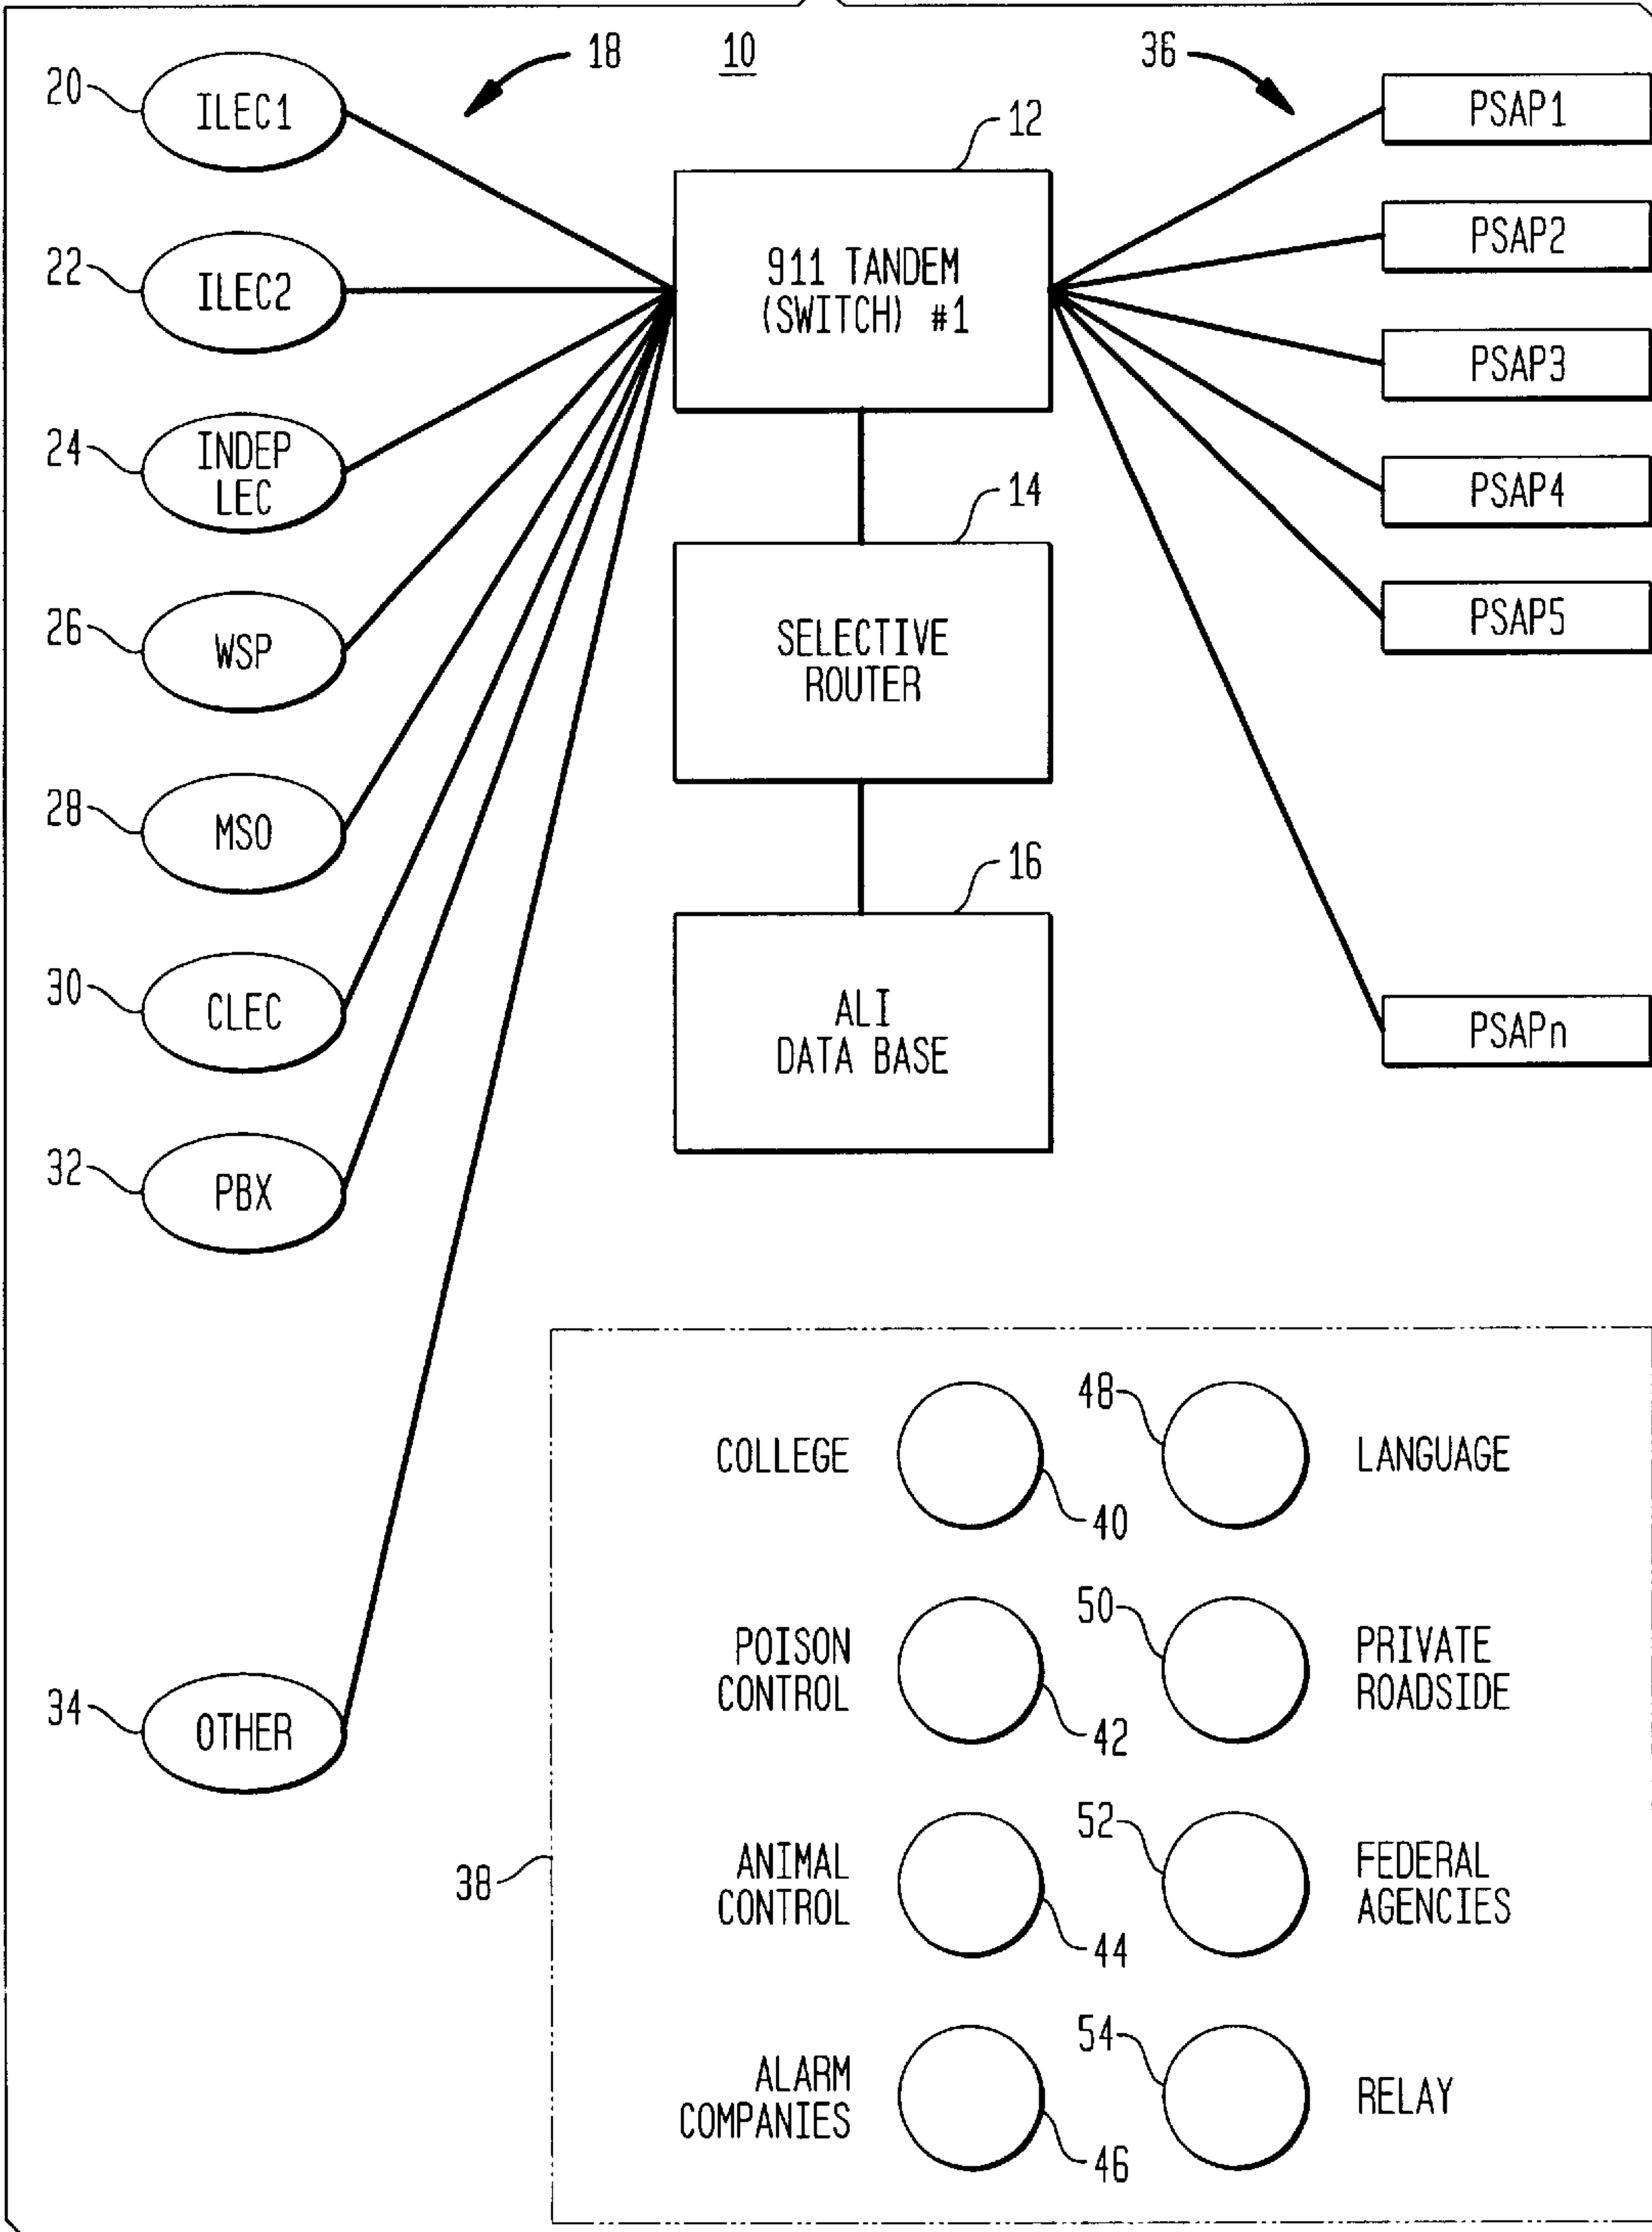 18
10
36
20
ILEC1
PSAP1
12
22
ILEC2
911 TANDEM
(SWITCH) #1
PSAP2
PSAP3
24
INDEP
LEC
14
PSAP4
26
WSP
SELECTIVE
ROUTER
PSAP5
28
MSO
16
30
CLEC
ALI
DATA BASE
PSAPn
32
PBX
34
OTHER
38
COLLEGE
40
48
LANGUAGE
POISON
CONTROL
42
50
PRIVATE
ROADSIDE
ANIMAL
CONTROL
44
52
FEDERAL
AGENCIES
ALARM
COMPANIES
46
54
RELAY